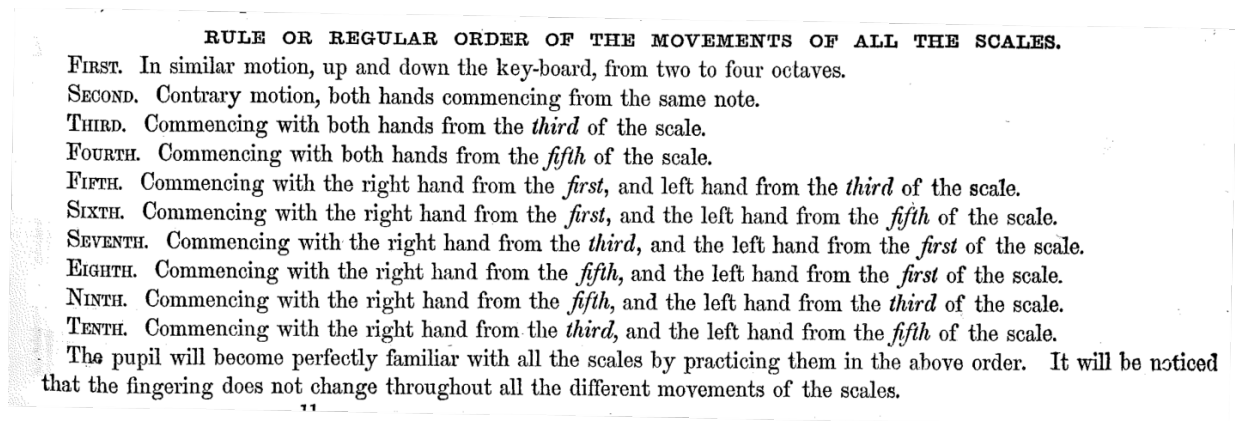 RULE OR REGULAR ORDER OF THE MOVEMENTS OF ALL THE SCALES.
FIRST. In similar motion, up and down the key-board, from two to four octaves.
SECOND. Contrary motion, both hands commencing from the same note.
THIRD. Commencing with both hands from the third of the scale.
FOURTH. Commencing with both hands from the fifth of the scale.
FIFTH. Commencing with the right hand from the first, and left hand from the third of the scale.
SIXTH. Commencing with the right hand from the first, and the left hand from the fifth of the scale.
SEVENTH. Commencing with the right hand from the third, and the left hand from the first of the scale.
EIGHTH. Commencing with the right hand from the fifth, and the left hand from the first of the scale.
NINTH. Commencing with the right hand from the fifth, and the left hand from the third of the scale.
TENTH. Commencing with the right hand from the third, and the left hand from the fifth of the scale.
The pupil will become perfectly familiar with all the scales by practicing them in the above order. It will be noticed
that the fingering does not change throughout all the different movements of the scales.
11